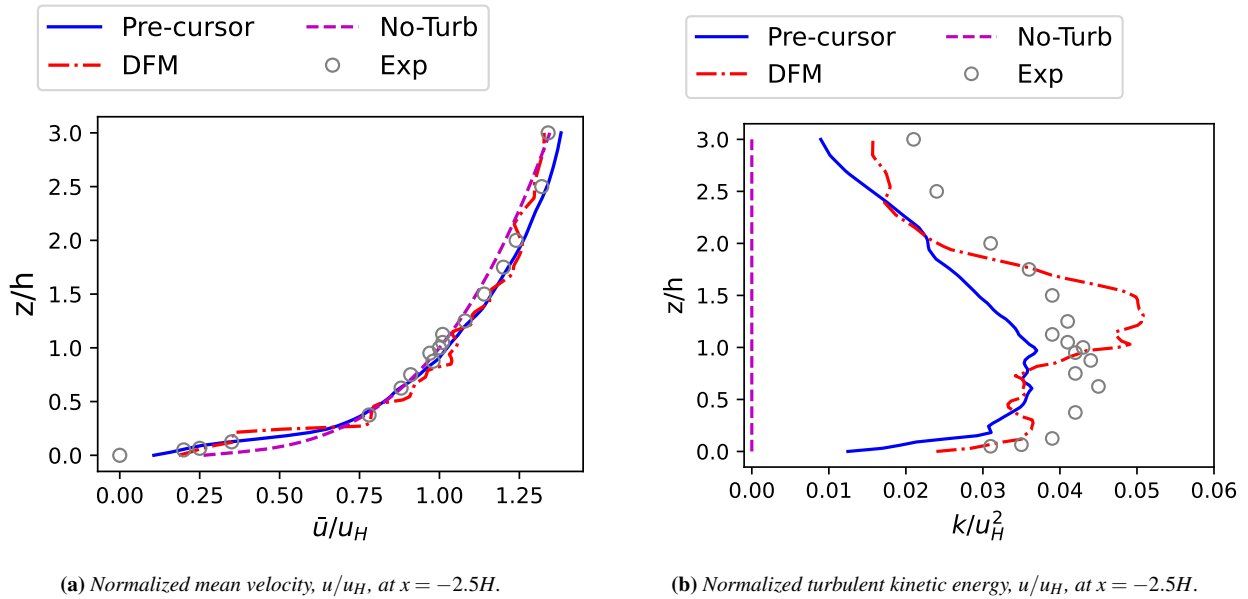 Pre-cursor No-Turb
DFM Exp
3.0
2.5
2.0
1.5
1.0
0.5
0.0
z/h
0.00 0.25 0.50 0.75 1.00 1.25
ū/u_H
(a) Normalized mean velocity, u/u_H, at x = −2.5H.
Pre-cursor No-Turb
DFM Exp
3.0
2.5
2.0
1.5
1.0
0.5
0.0
z/h
0.00 0.01 0.02 0.03 0.04 0.05 0.06
k/u_H^2
(b) Normalized turbulent kinetic energy, u/u_H, at x = −2.5H.